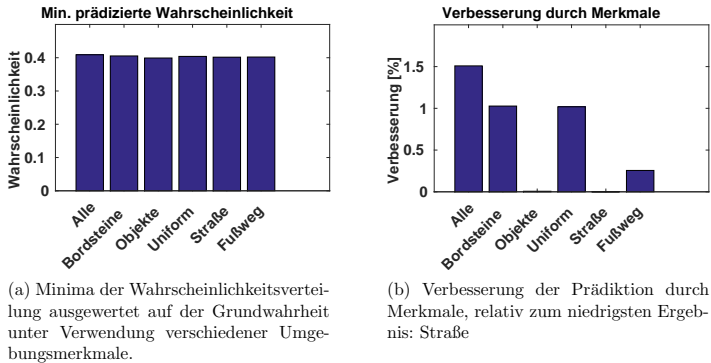 Min. prädizierte Wahrscheinlichkeit
Wahrscheinlichkeit
0.4
0.3
0.2
0.1
0
Alle
Bordsteine
Objekte
Uniform
Straße
Fußweg
(a) Minima der Wahrscheinlichkeitsvertei-
lung ausgewertet auf der Grundwahrheit
unter Verwendung verschiedener Umge-
bungsmerkmale.
Verbesserung durch Merkmale
Verbesserung [%]
1.5
1
0.5
0
Alle
Bordsteine
Objekte
Uniform
Straße
Fußweg
(b) Verbesserung der Prädiktion durch
Merkmale, relativ zum niedrigsten Ergeb-
nis: Straße